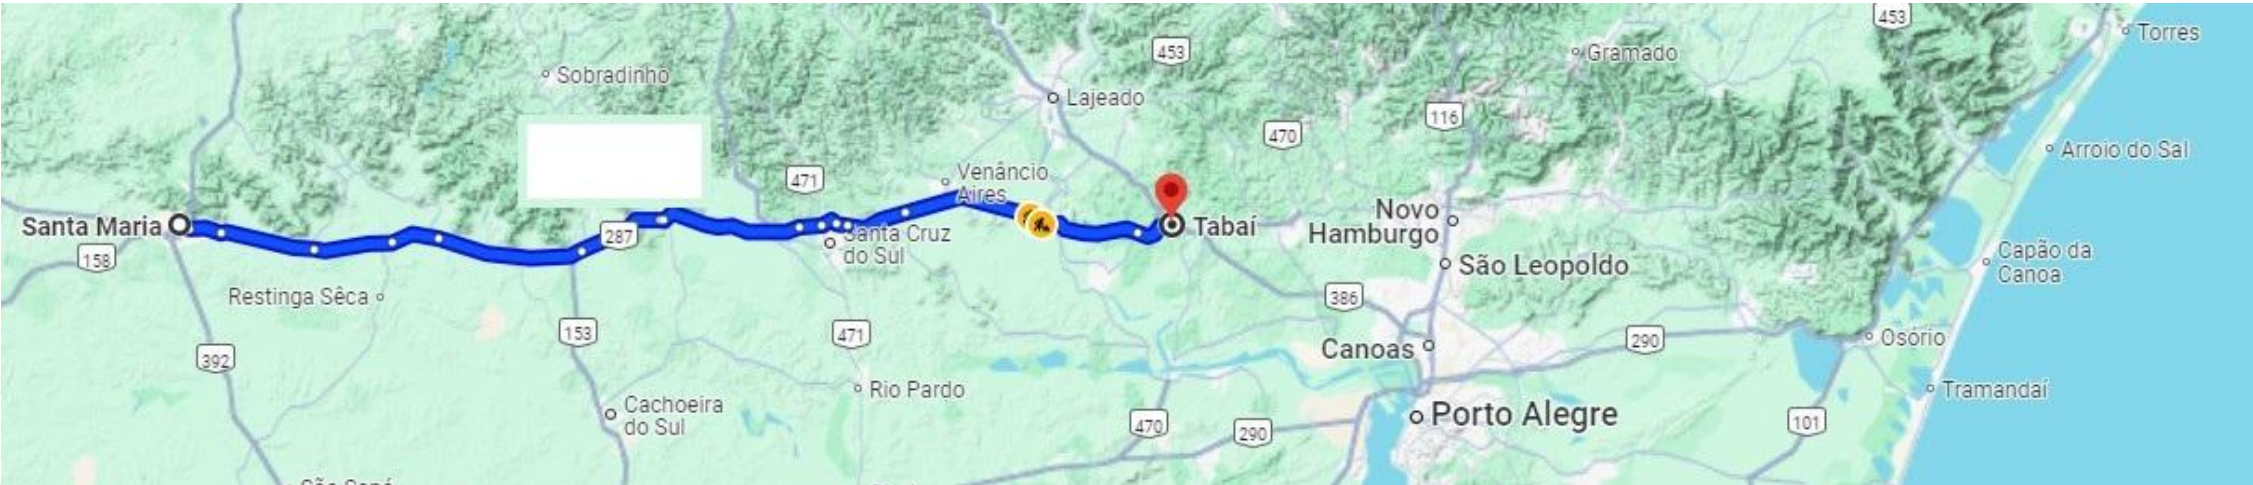 453
Torres
Sobradinho
453
Gramado
Lajeado
116
470
Arroio do Sal
471
Venâncio
Aires
Santa Maria
158
287
Santa Cruz
do Sul
Tabaí
Novo
Hamburgo
São Leopoldo
Capão da
Canoa
Restinga Sêca
386
153
471
392
Canoas
290
Osório
Rio Pardo
Tramandaí
Cachoeira
do Sul
470
290
Porto Alegre
101